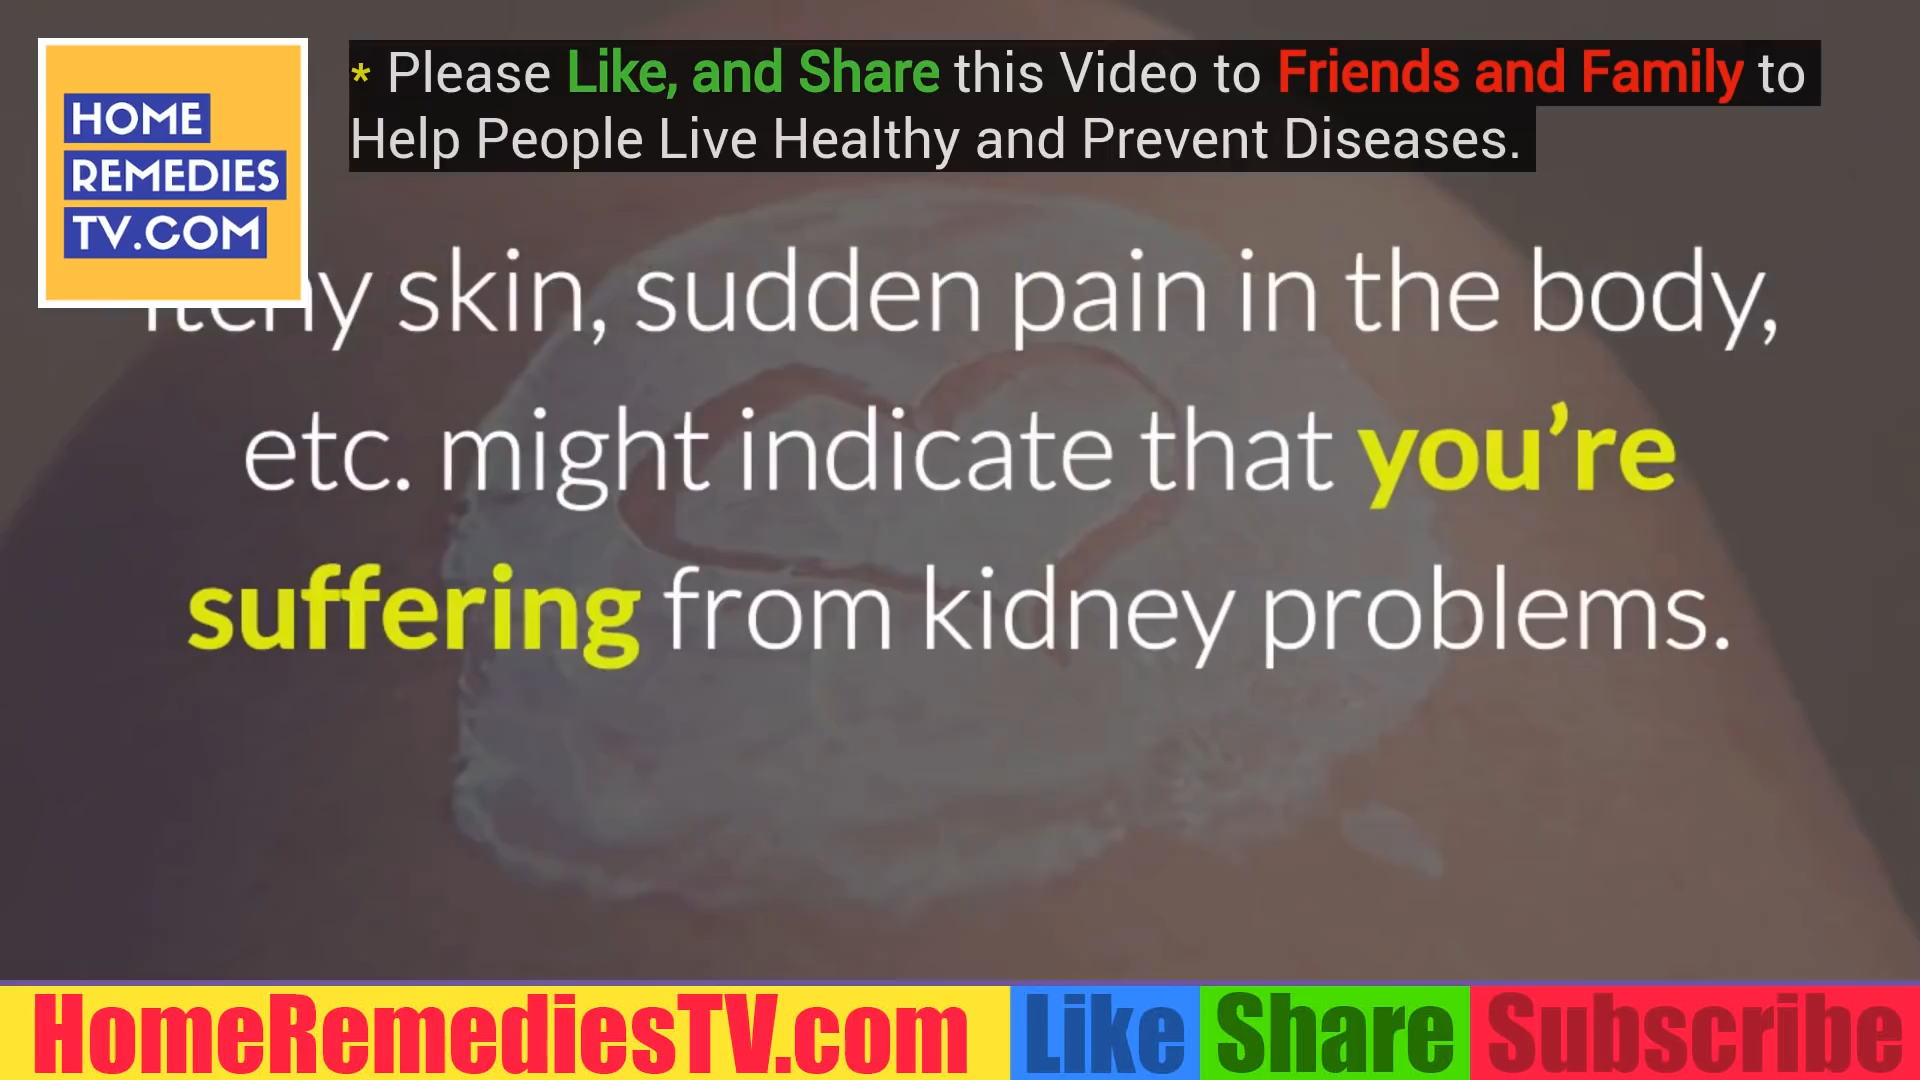 HOME
REMEDIES
TV.COM
* Please Like, and Share this Video to Friends and Family to
Help People Live Healthy and Prevent Diseases.
skin, sudden pain in the body,
etc. might indicate that you’re
suffering from kidney problems.
HomeRemediesTV.com Like Share Subscribe